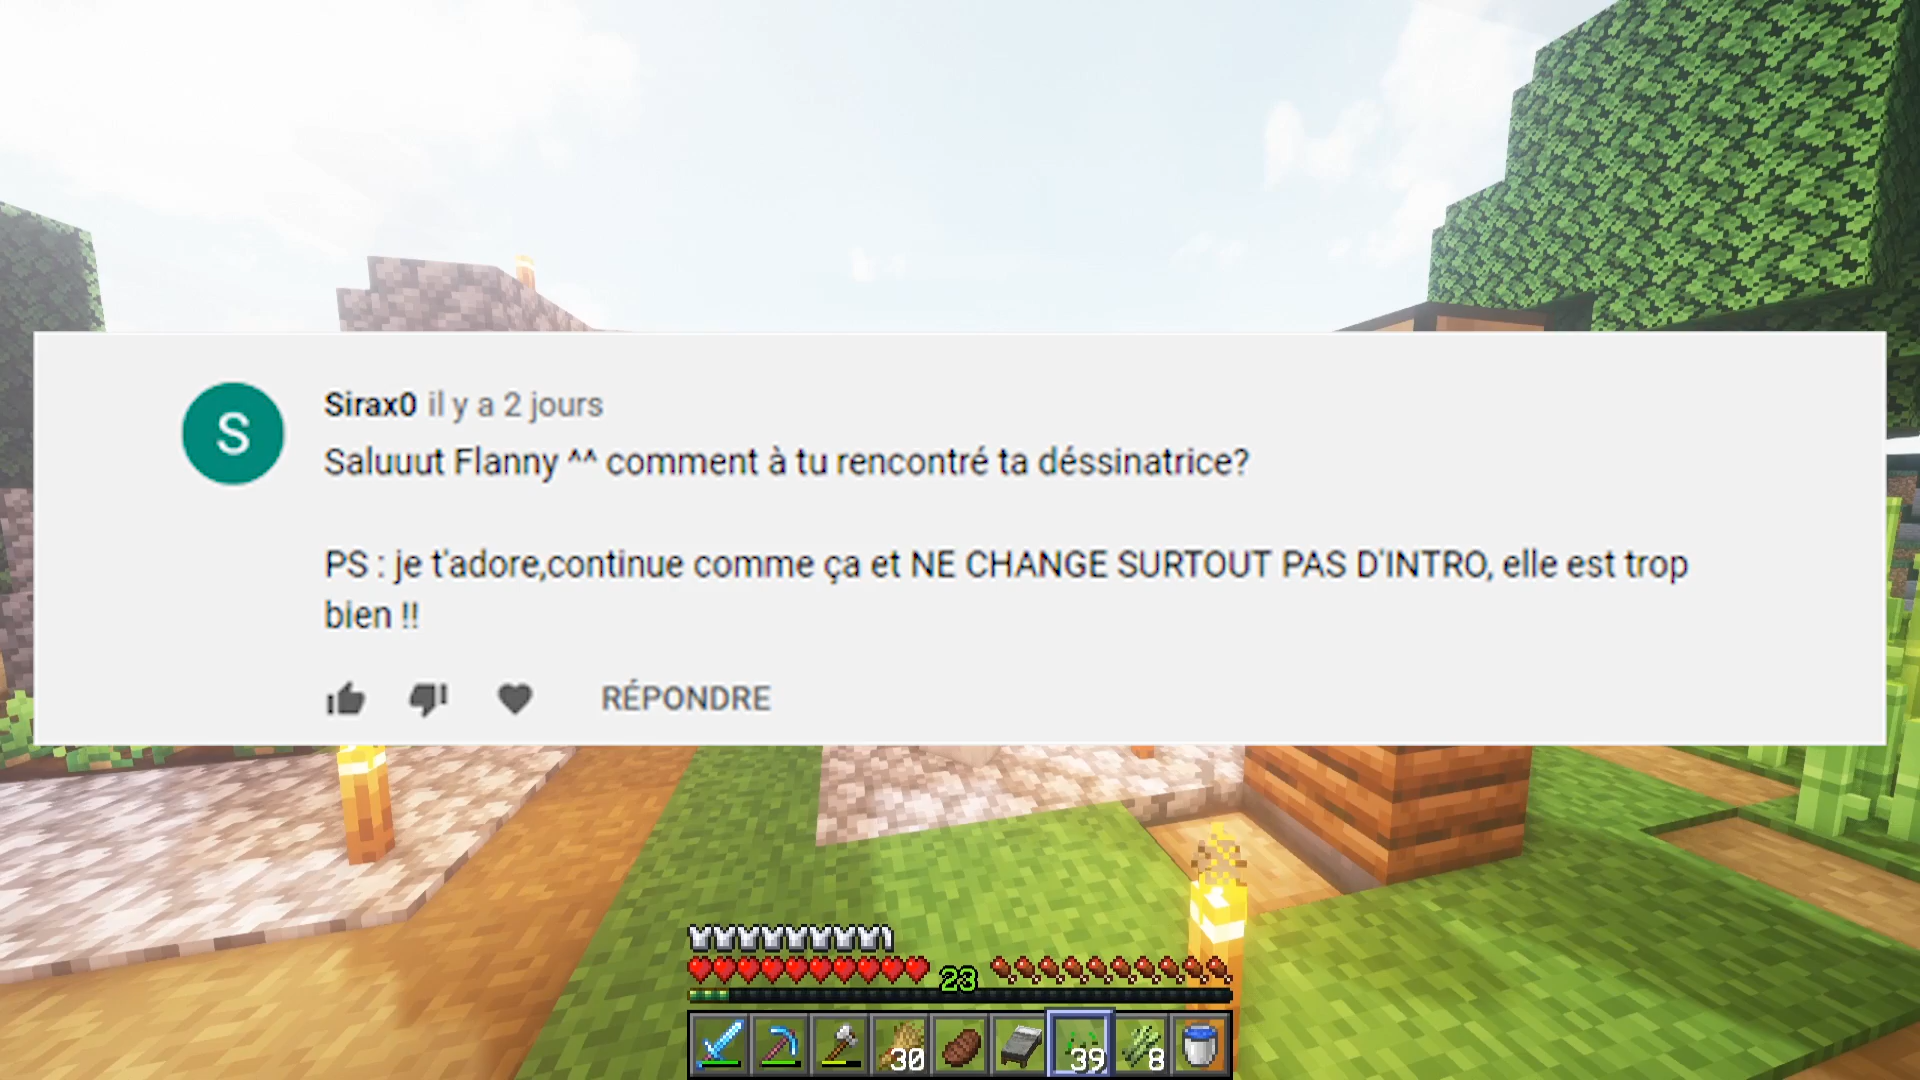 S
Sirax0 il y a 2 jours
Saluuut Flanny ^^ comment à tu rencontré ta déssinatrice?
PS : je t'adore,continue comme ça et NE CHANGE SURTOUT PAS D'INTRO, elle est trop
bien !!
RÉPONDRE
23
30 39 8